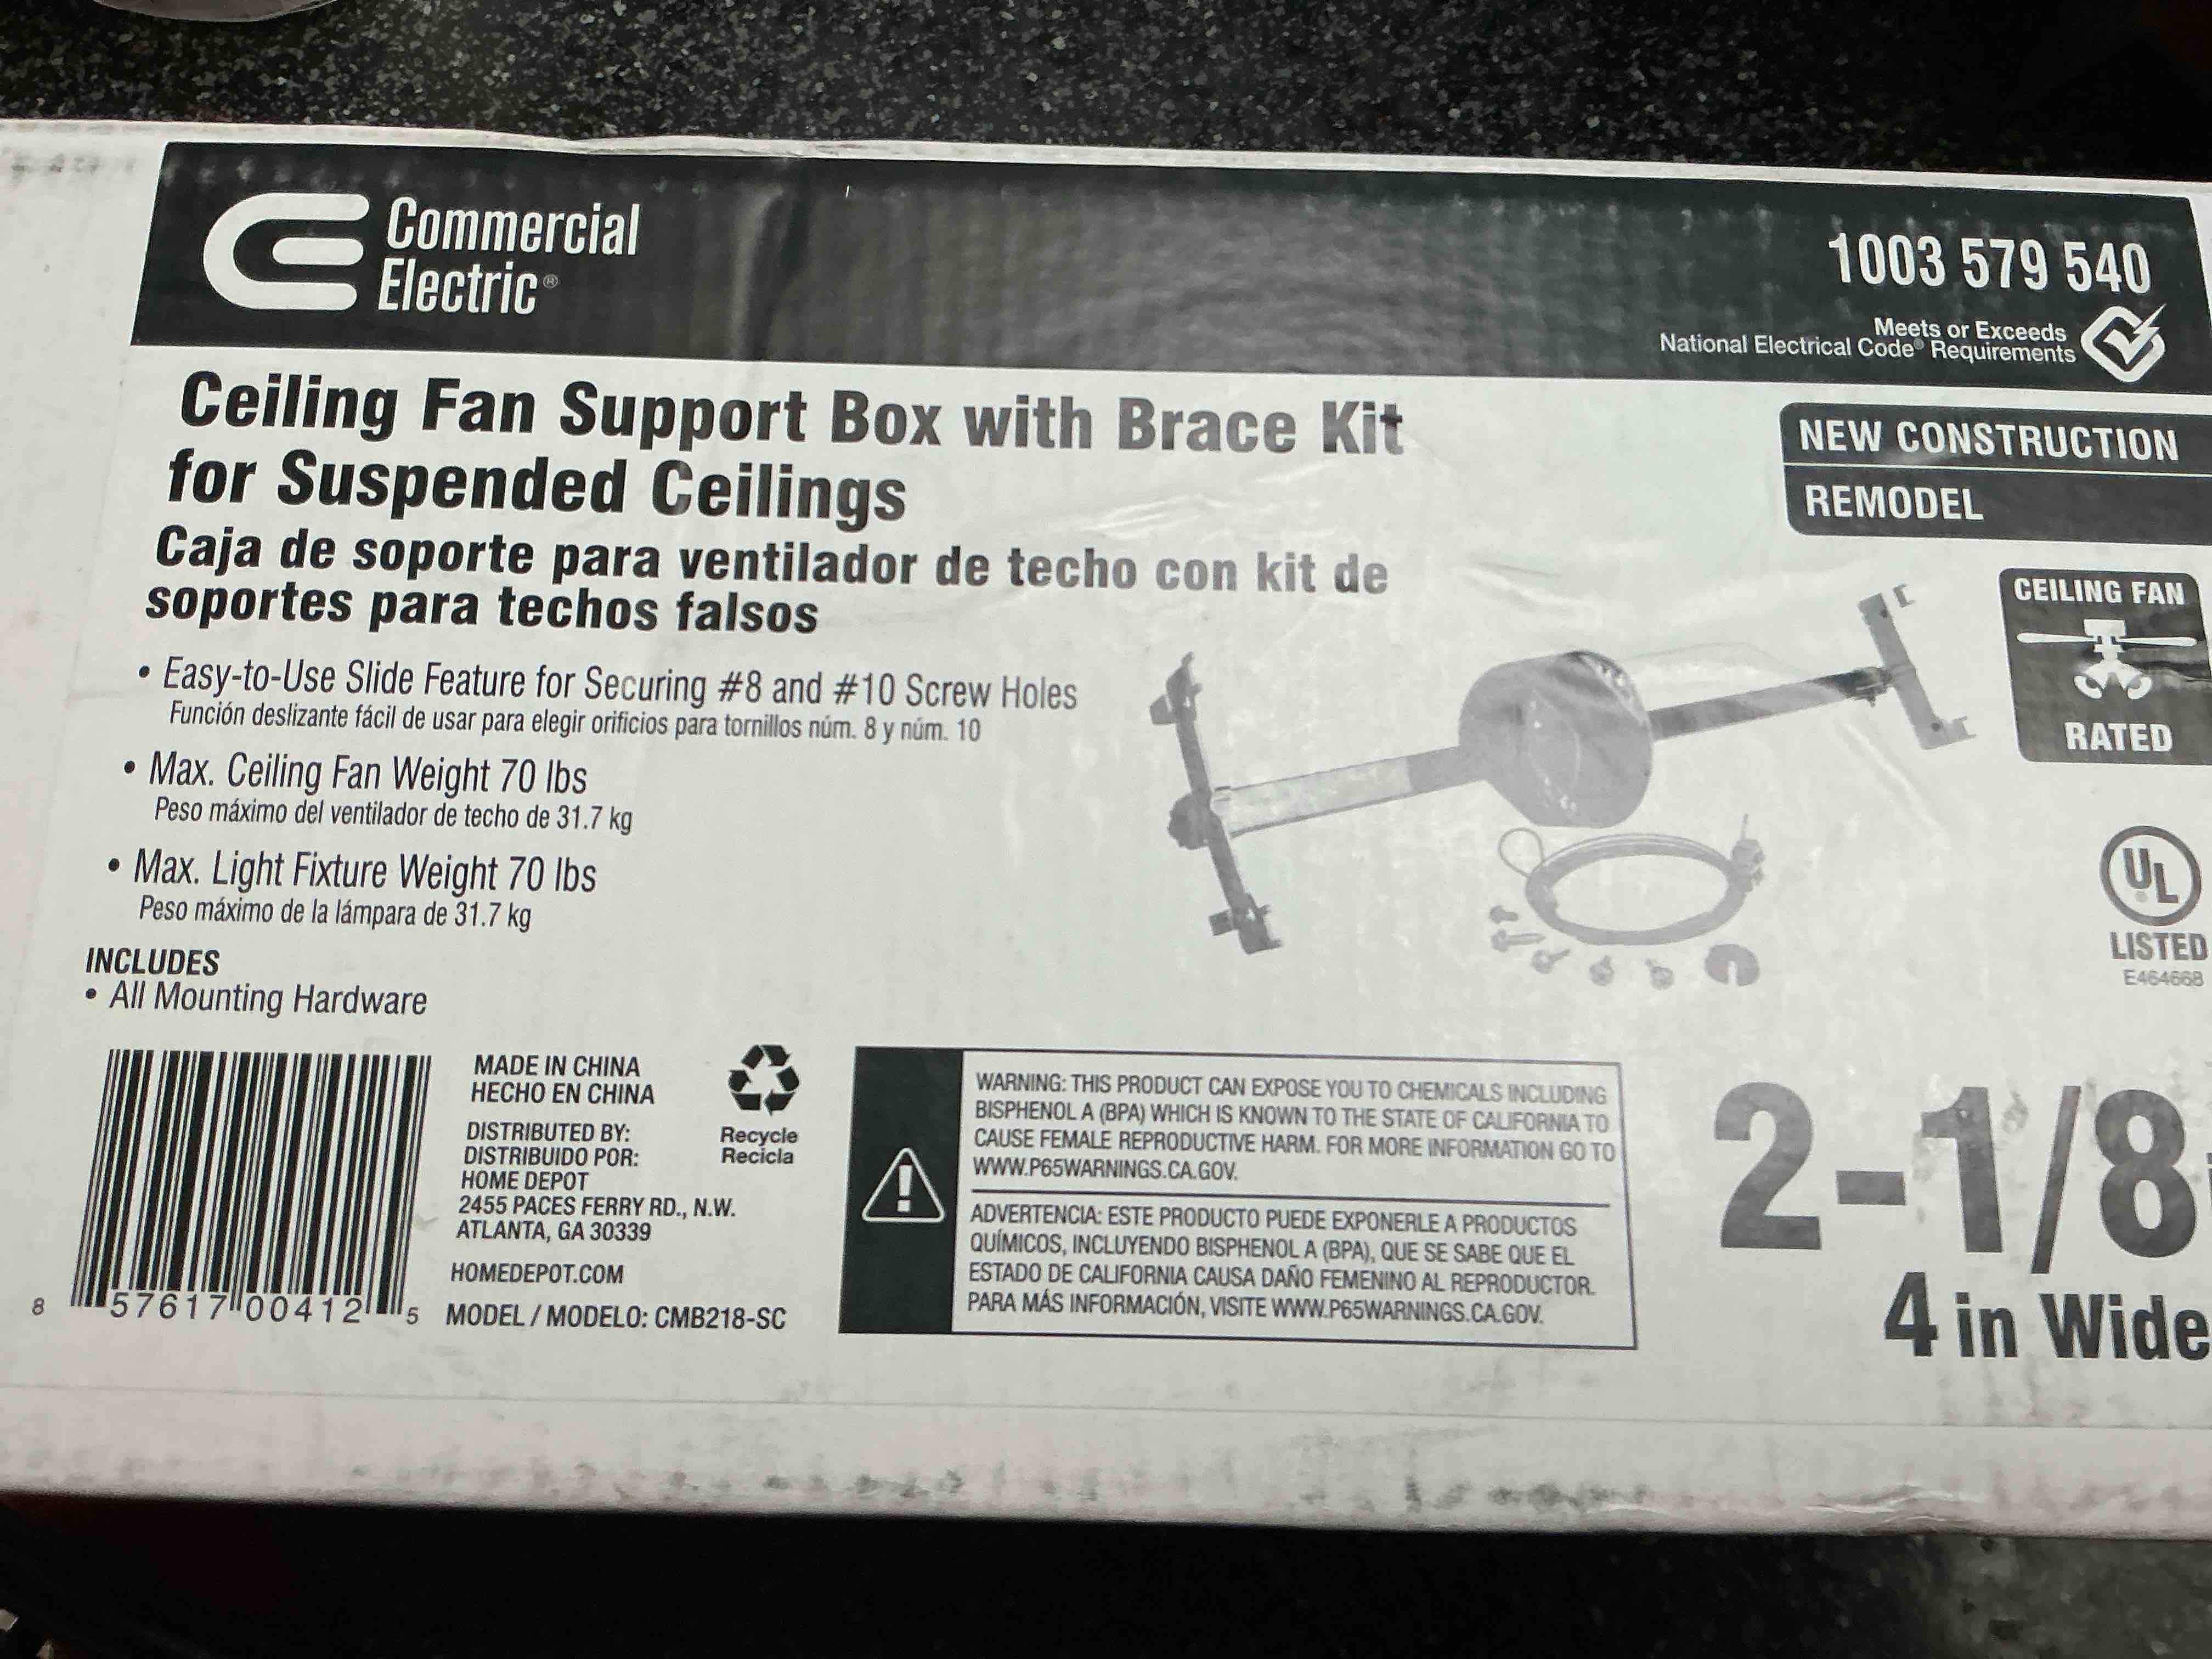 Commercial
Electric®
1003 579 540
Meets or Exceeds
National Electrical Code® Requirements
Ceiling Fan Support Box with Brace Kit
for Suspended Ceilings
Caja de soporte para ventilador de techo con kit de
soportes para techos falsos
NEW CONSTRUCTION
REMODEL
• Easy-to-Use Slide Feature for Securing #8 and #10 Screw Holes
Función deslizante fácil de usar para elegir orificios para tornillos núm. 8 y núm. 10
• Max. Ceiling Fan Weight 70 lbs
Peso máximo del ventilador de techo de 31.7 kg
• Max. Light Fixture Weight 70 lbs
Peso máximo de la lámpara de 31.7 kg
INCLUDES
• All Mounting Hardware
CEILING FAN
RATED
UL
LISTED
E464668
8 57617 00412 5
MADE IN CHINA
HECHO EN CHINA
DISTRIBUTED BY:
DISTRIBUIDO POR:
HOME DEPOT
2455 PACES FERRY RD., N.W.
ATLANTA, GA 30339
HOMEDEPOT.COM
MODEL / MODELO: CMB218-SC
Recycle
Recicla
WARNING: THIS PRODUCT CAN EXPOSE YOU TO CHEMICALS INCLUDING
BISPHENOL A (BPA) WHICH IS KNOWN TO THE STATE OF CALIFORNIA TO
CAUSE FEMALE REPRODUCTIVE HARM. FOR MORE INFORMATION GO TO
WWW.P65WARNINGS.CA.GOV.
ADVERTENCIA: ESTE PRODUCTO PUEDE EXPONERLE A PRODUCTOS
QUÍMICOS, INCLUYENDO BISPHENOL A (BPA), QUE SE SABE QUE EL
ESTADO DE CALIFORNIA CAUSA DAÑO FEMENINO AL REPRODUCTOR.
PARA MÁS INFORMACIÓN, VISITE WWW.P65WARNINGS.CA.GOV.
2-1/8
4 in Wide